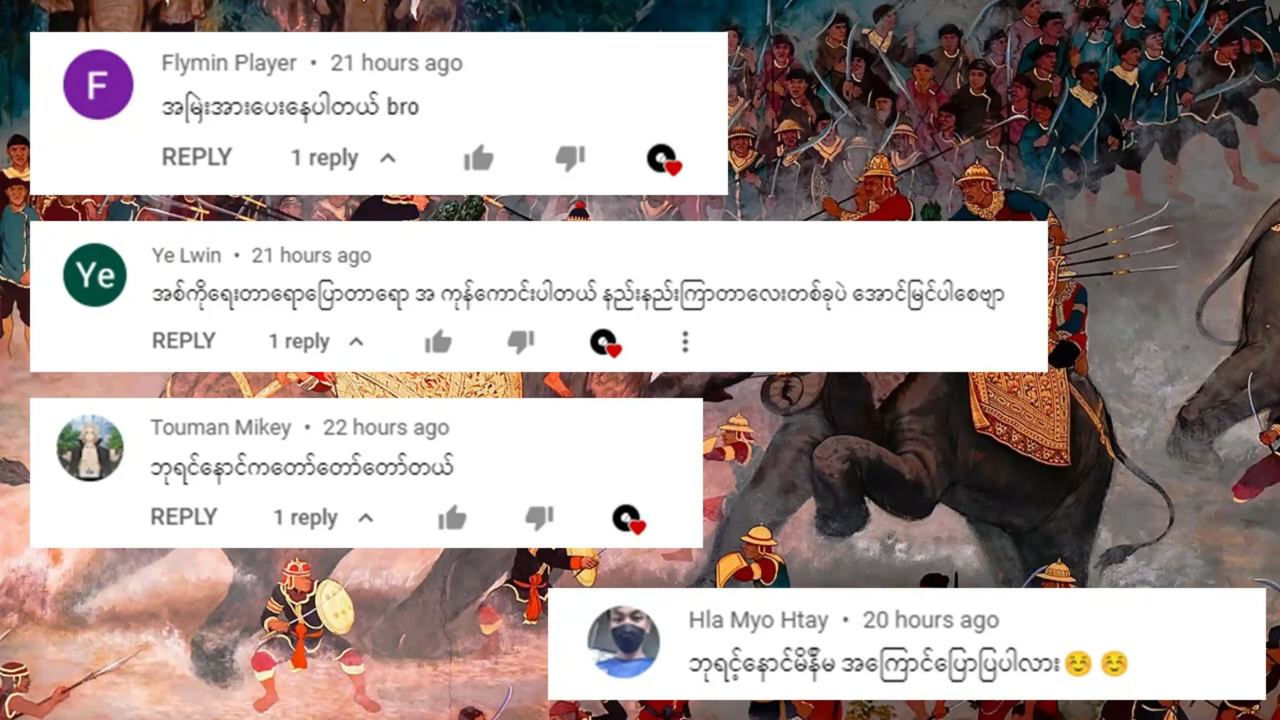 F
Flymin Player • 21 hours ago
အမြဲးအားပေးနေပါတယ် bro
REPLY 1 reply
Ye
Ye Lwin • 21 hours ago
အစ်ကိုရေးတာရောပြောတာရော အ ကုန်ကောင်းပါတယ် နည်းနည်းကြာတာလေးတစ်ခုပဲ အောင်မြင်ပါစေဗျာ
REPLY 1 reply
Touman Mikey • 22 hours ago
ဘုရင်နောင်ကတော်တော်တော်တယ်
REPLY 1 reply
Hla Myo Htay • 20 hours ago
ဘုရင့်နောင်မိန်ီမ အကြောင်ပြောပြပါလား☺️ ☺️